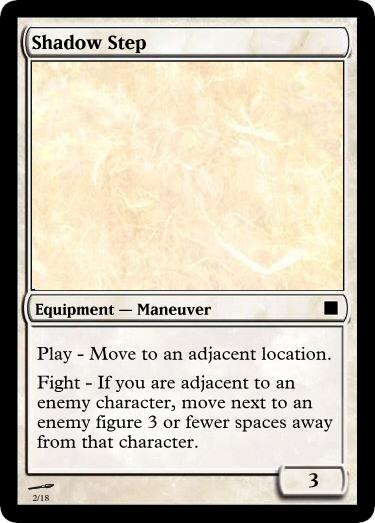 Shadow Step
Equipment — Maneuver
Play - Move to an adjacent location.
Fight - If you are adjacent to an
enemy character, move next to an
enemy figure 3 or fewer spaces away
from that character.
3
2/18